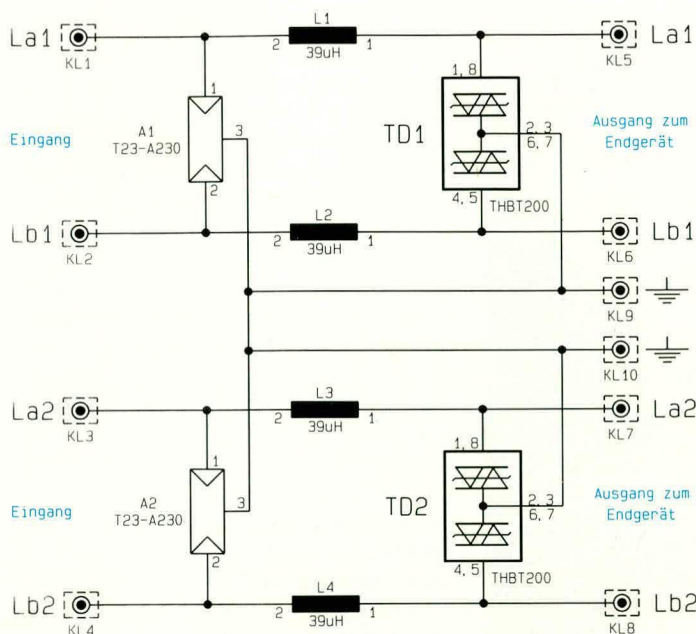 La1
KL1
2
L1
39uH
1
KL5
La1
1
A1
T23-A230
3
2
Eingang
1, 8
TD1
2, 3
6, 7
4, 5
THBT200
Ausgang zum
Endgerät
Lb1
KL2
2
L2
39uH
1
KL6
Lb1
KL9
KL10
La2
KL3
2
L3
39uH
1
KL7
La2
1
A2
T23-A230
3
2
Eingang
1, 8
TD2
2, 3
6, 7
4, 5
THBT200
Ausgang zum
Endgerät
Lb2
KL4
2
L4
39uH
1
KL8
Lb2